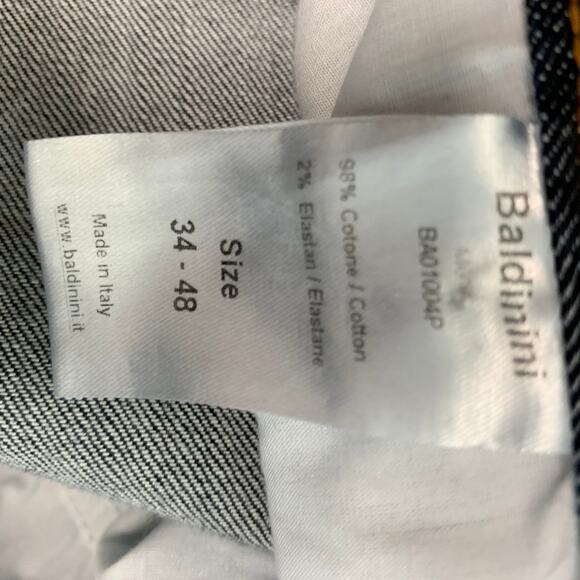 Baldinini
BA01004P
98% Cotone / Cotton
2% Elastan / Elastane
Size
34 - 48
Made in Italy
www.baldinini.it